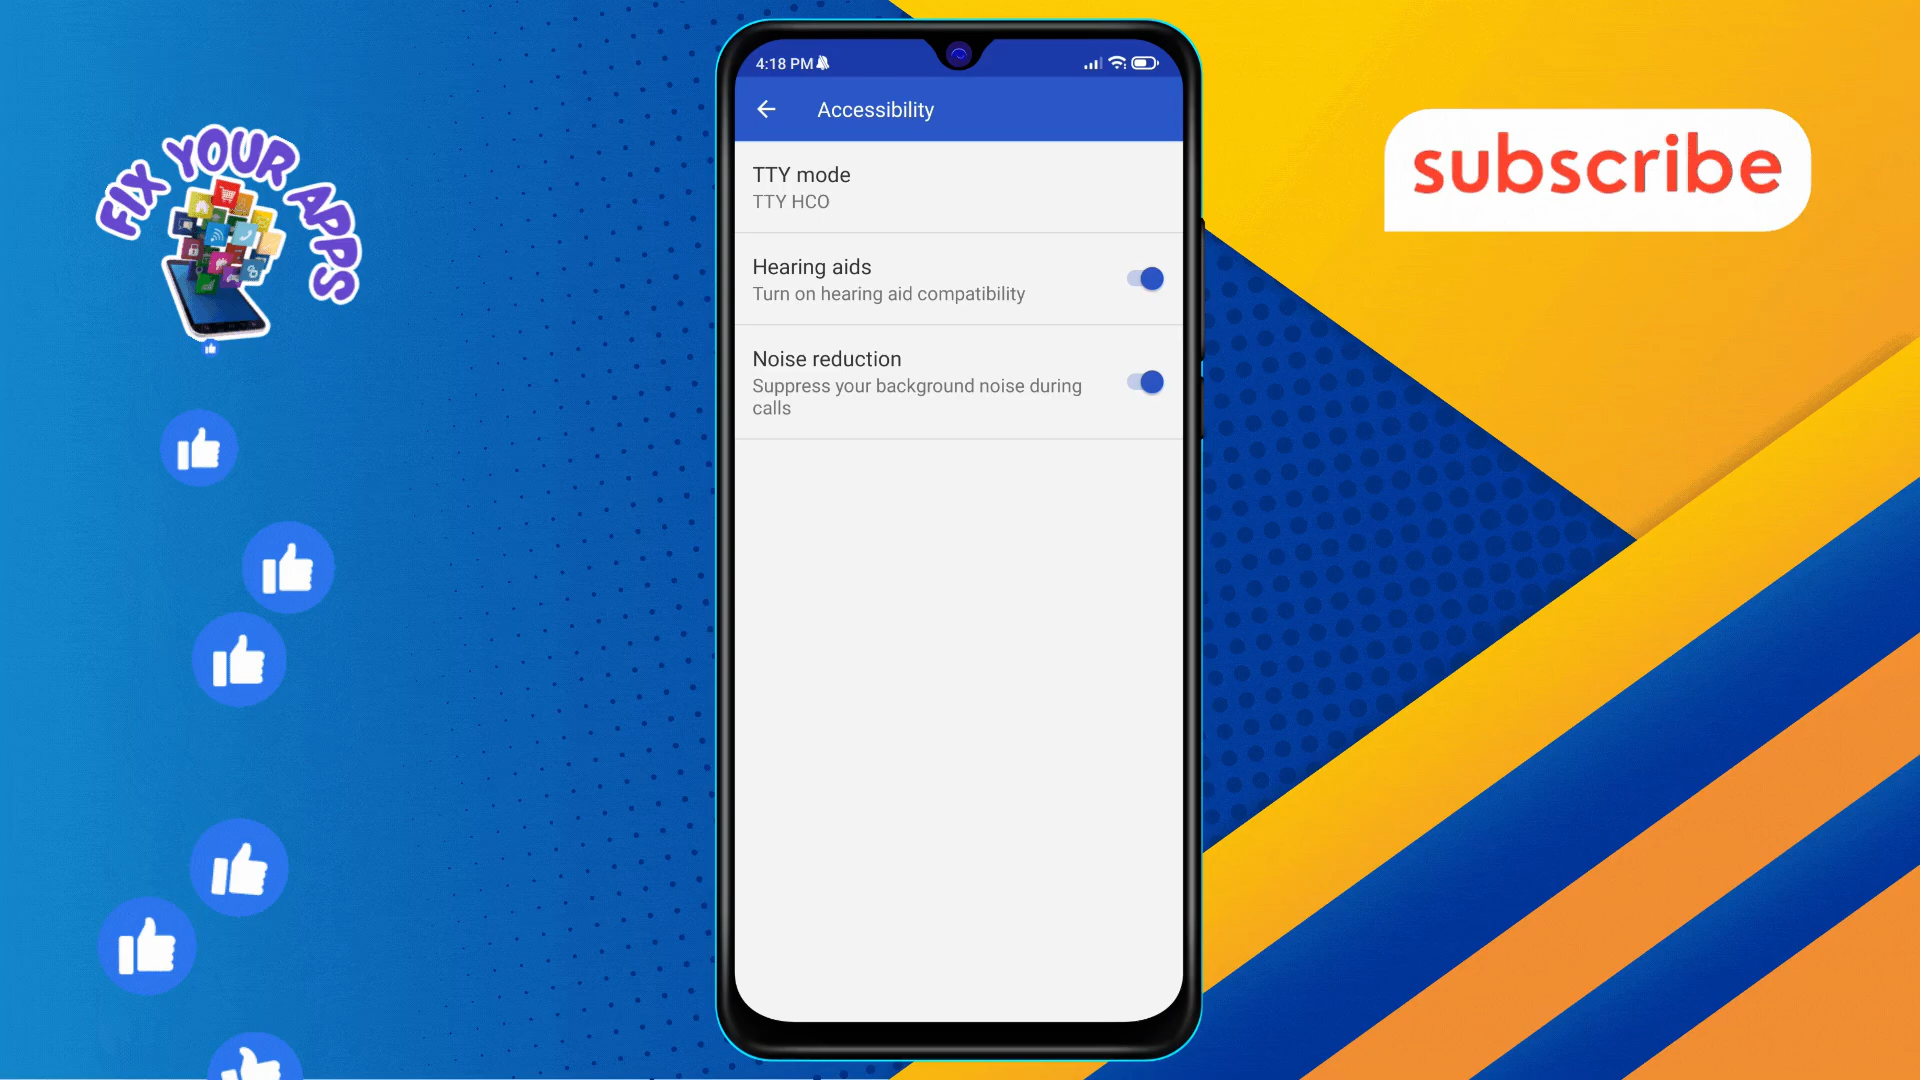 FIX YOUR APPS
4:18 PM
Accessibility
TTY mode
TTY HCO
Hearing aids
Turn on hearing aid compatibility
Noise reduction
Suppress your background noise during
calls
subscribe